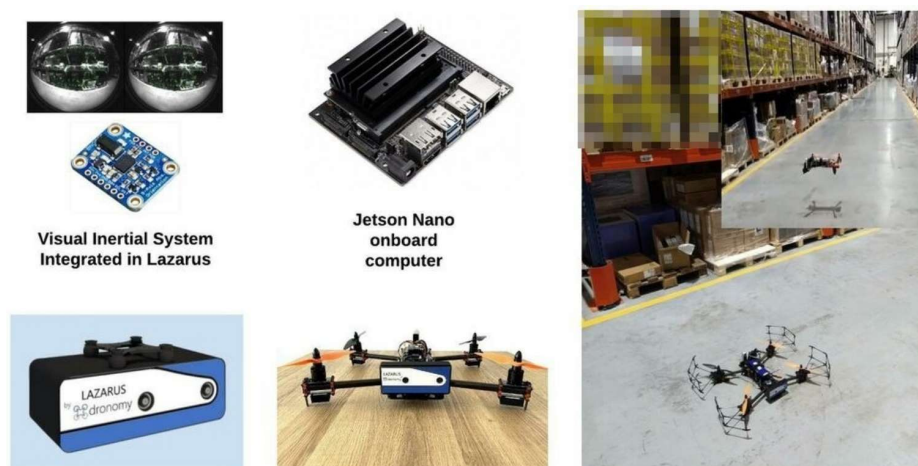 Visual Inertial System
Integrated in Lazarus
Jetson Nano
onboard
computer
LAZARUS
by dronomy
LAZARUS
dronomy